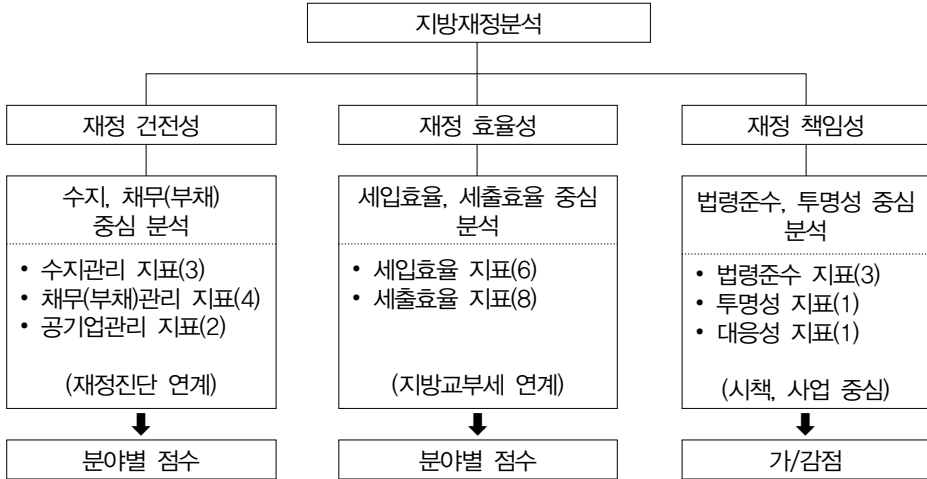 지방재정분석
재정 건전성
수지, 채무(부채)
중심 분석
• 수지관리 지표(3)
• 채무(부채)관리 지표(4)
• 공기업관리 지표(2)
(재정진단 연계)
분야별 점수
재정 효율성
세입효율, 세출효율 중심
분석
• 세입효율 지표(6)
• 세출효율 지표(8)
(지방교부세 연계)
분야별 점수
재정 책임성
법령준수, 투명성 중심
분석
• 법령준수 지표(3)
• 투명성 지표(1)
• 대응성 지표(1)
(시책, 사업 중심)
가/감점